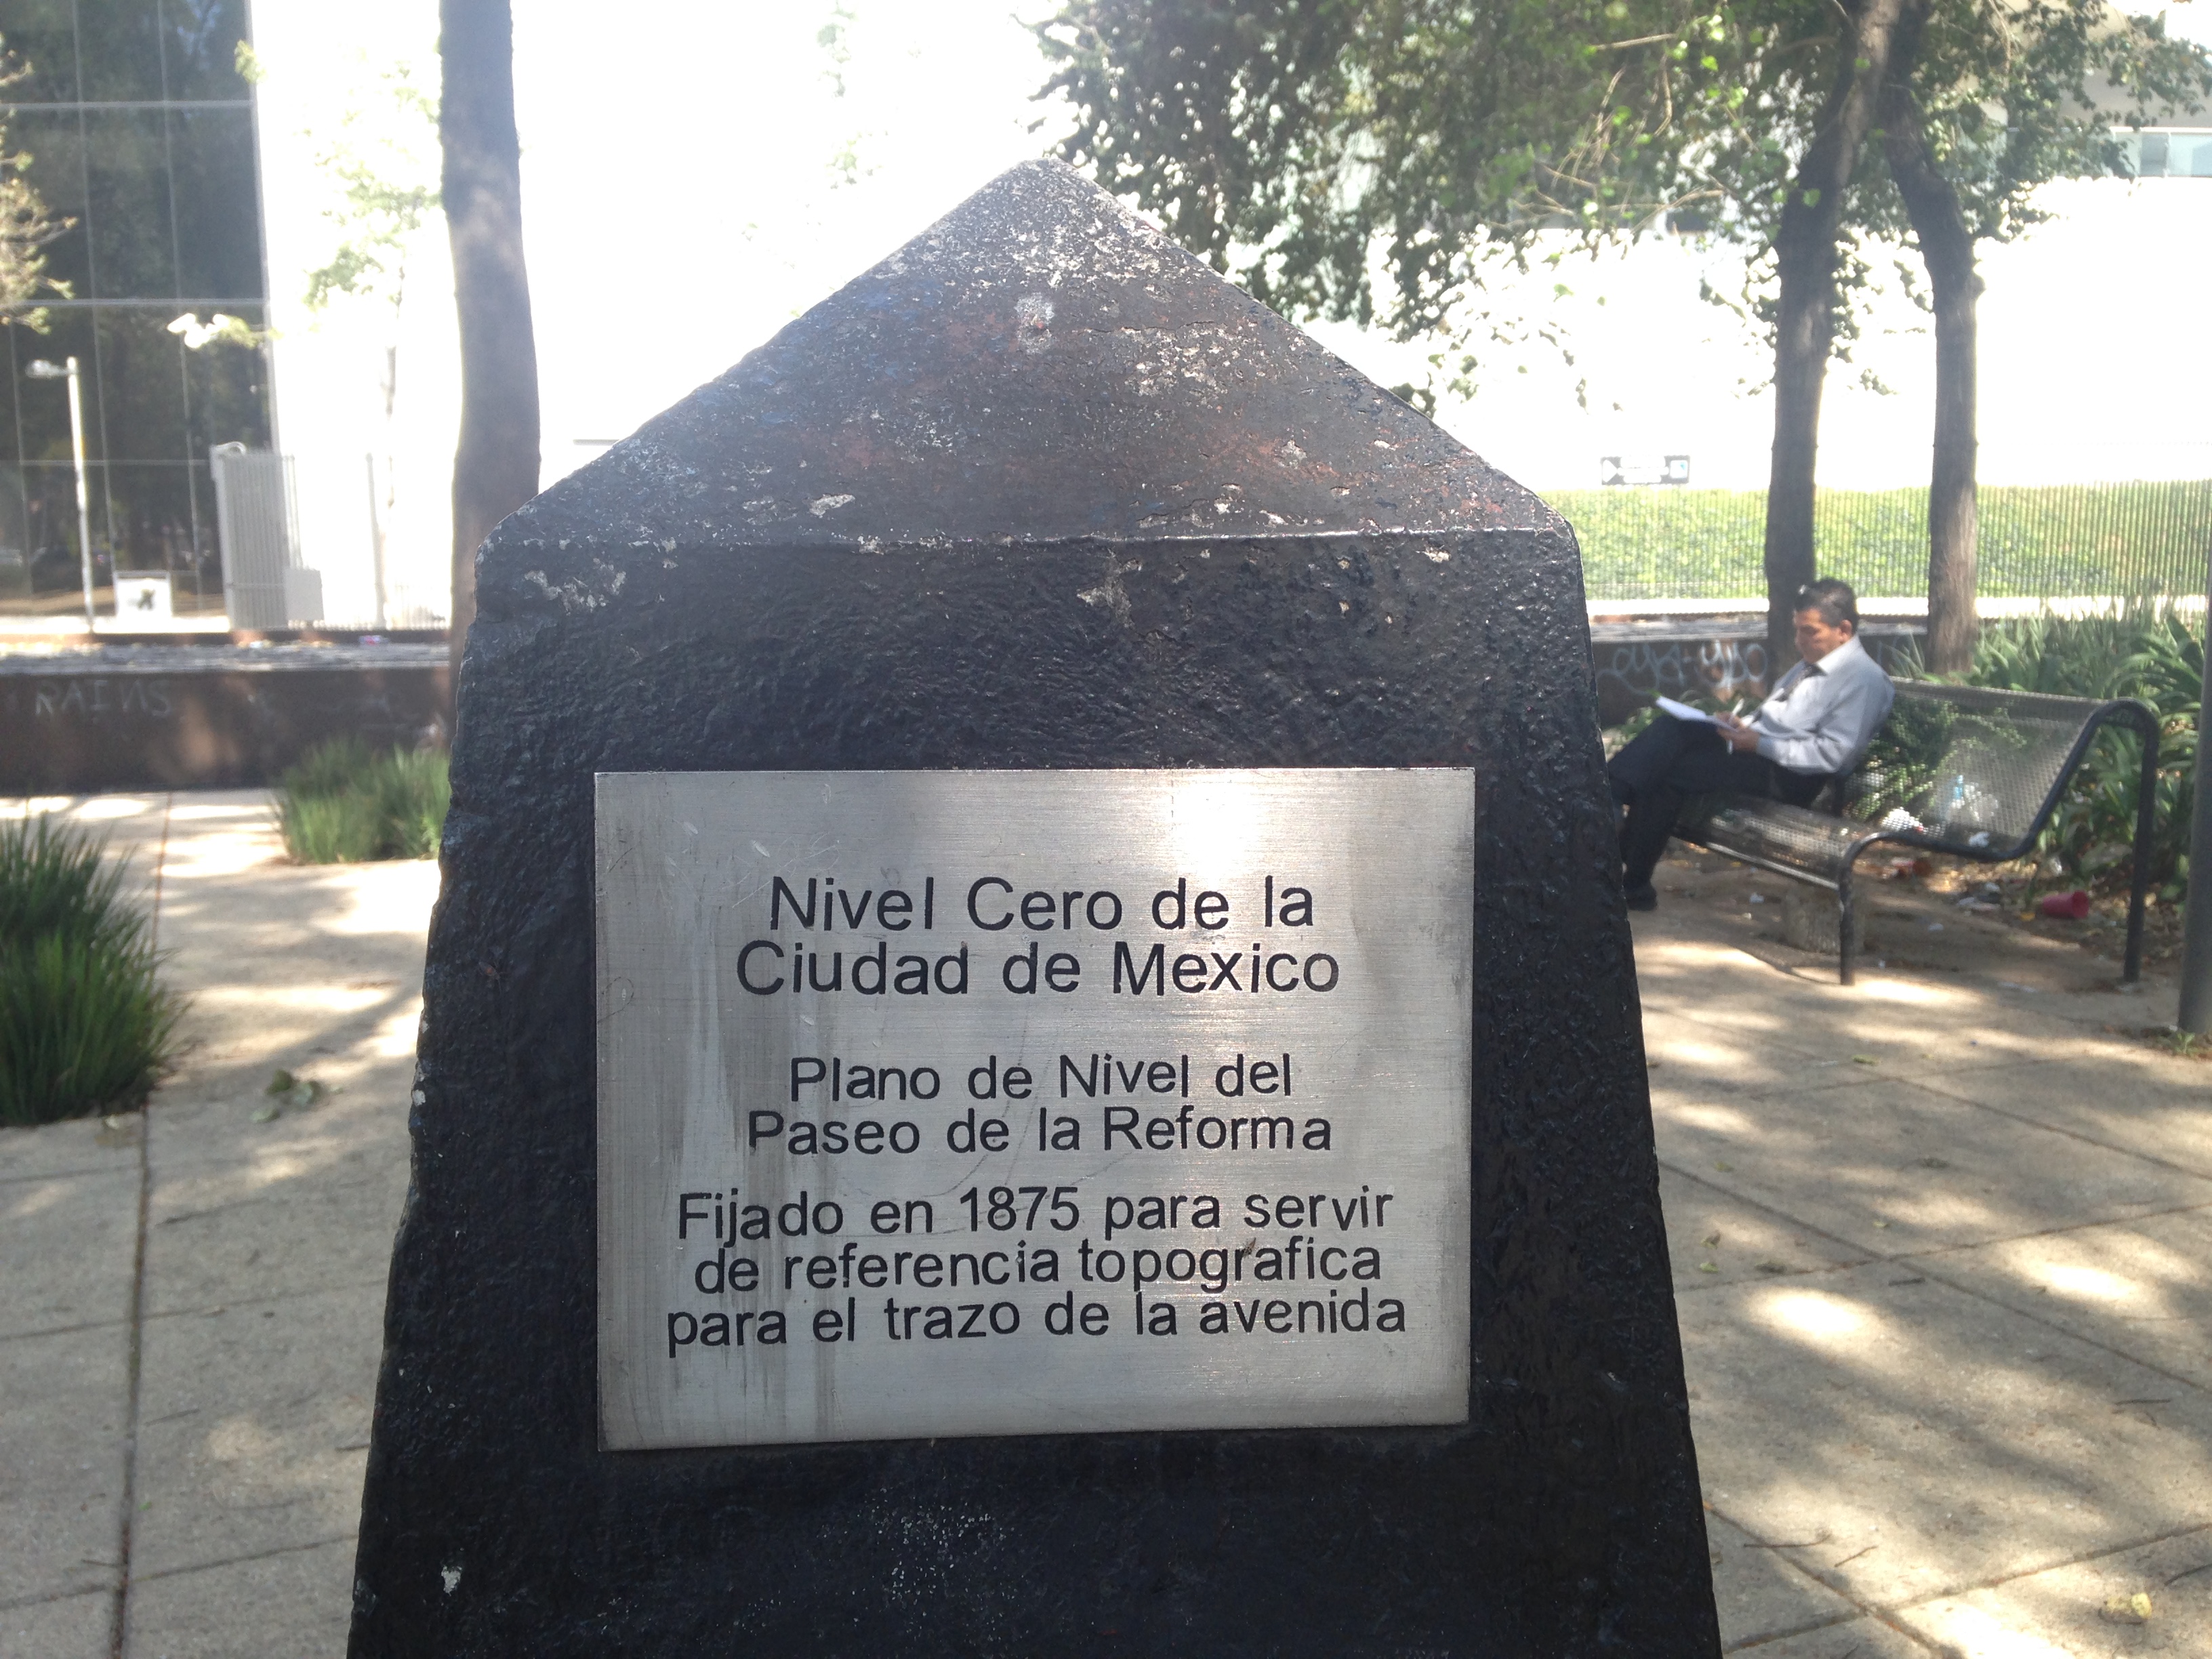 Nivel Cero de la
Ciudad de Mexico
Plano de Nivel del
Paseo de la Reforma
Fijado en 1875 para servir
de referencia topografica
para el trazo de la avenida